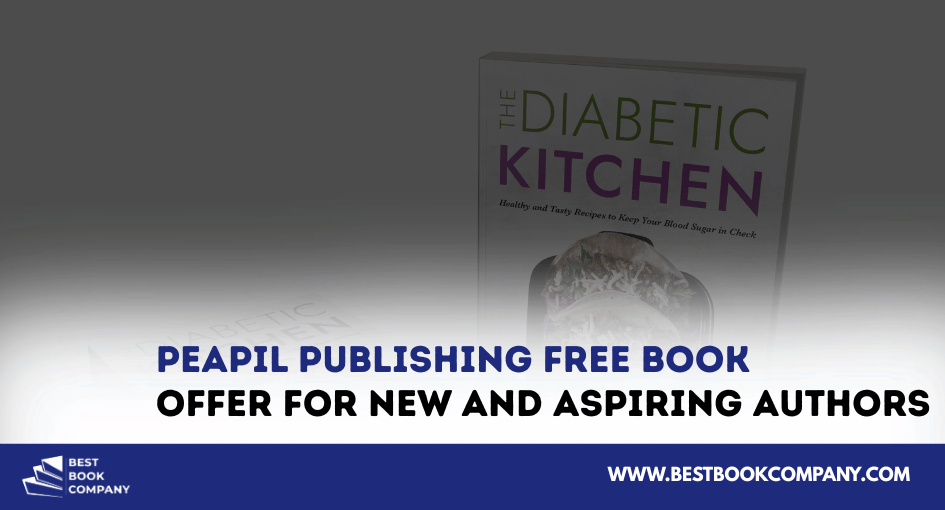 THE DIABETIC
KITCHEN
Healthy and Tasty Recipes to Keep Your Blood Sugar in Check
DIABETIC
PEAPIL PUBLISHING FREE BOOK
OFFER FOR NEW AND ASPIRING AUTHORS
BEST
BOOK
COMPANY
WWW.BESTBOOKCOMPANY.COM